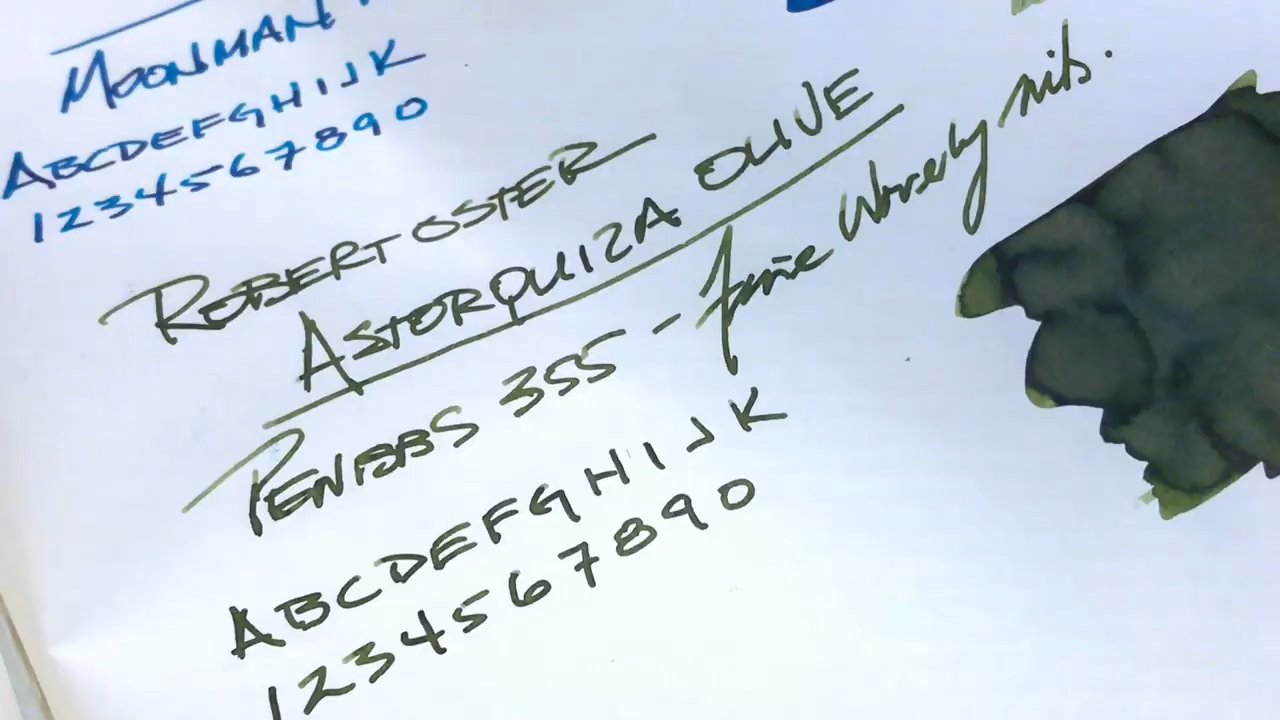 MOONMAN
ABCDEFGHIJK
1234567890
ROBERT OSTER
ASTORQUIZA OLIVE
PENBBS 355 - Fine Waverly nib.
ABCDEFGHIJK
1234567890